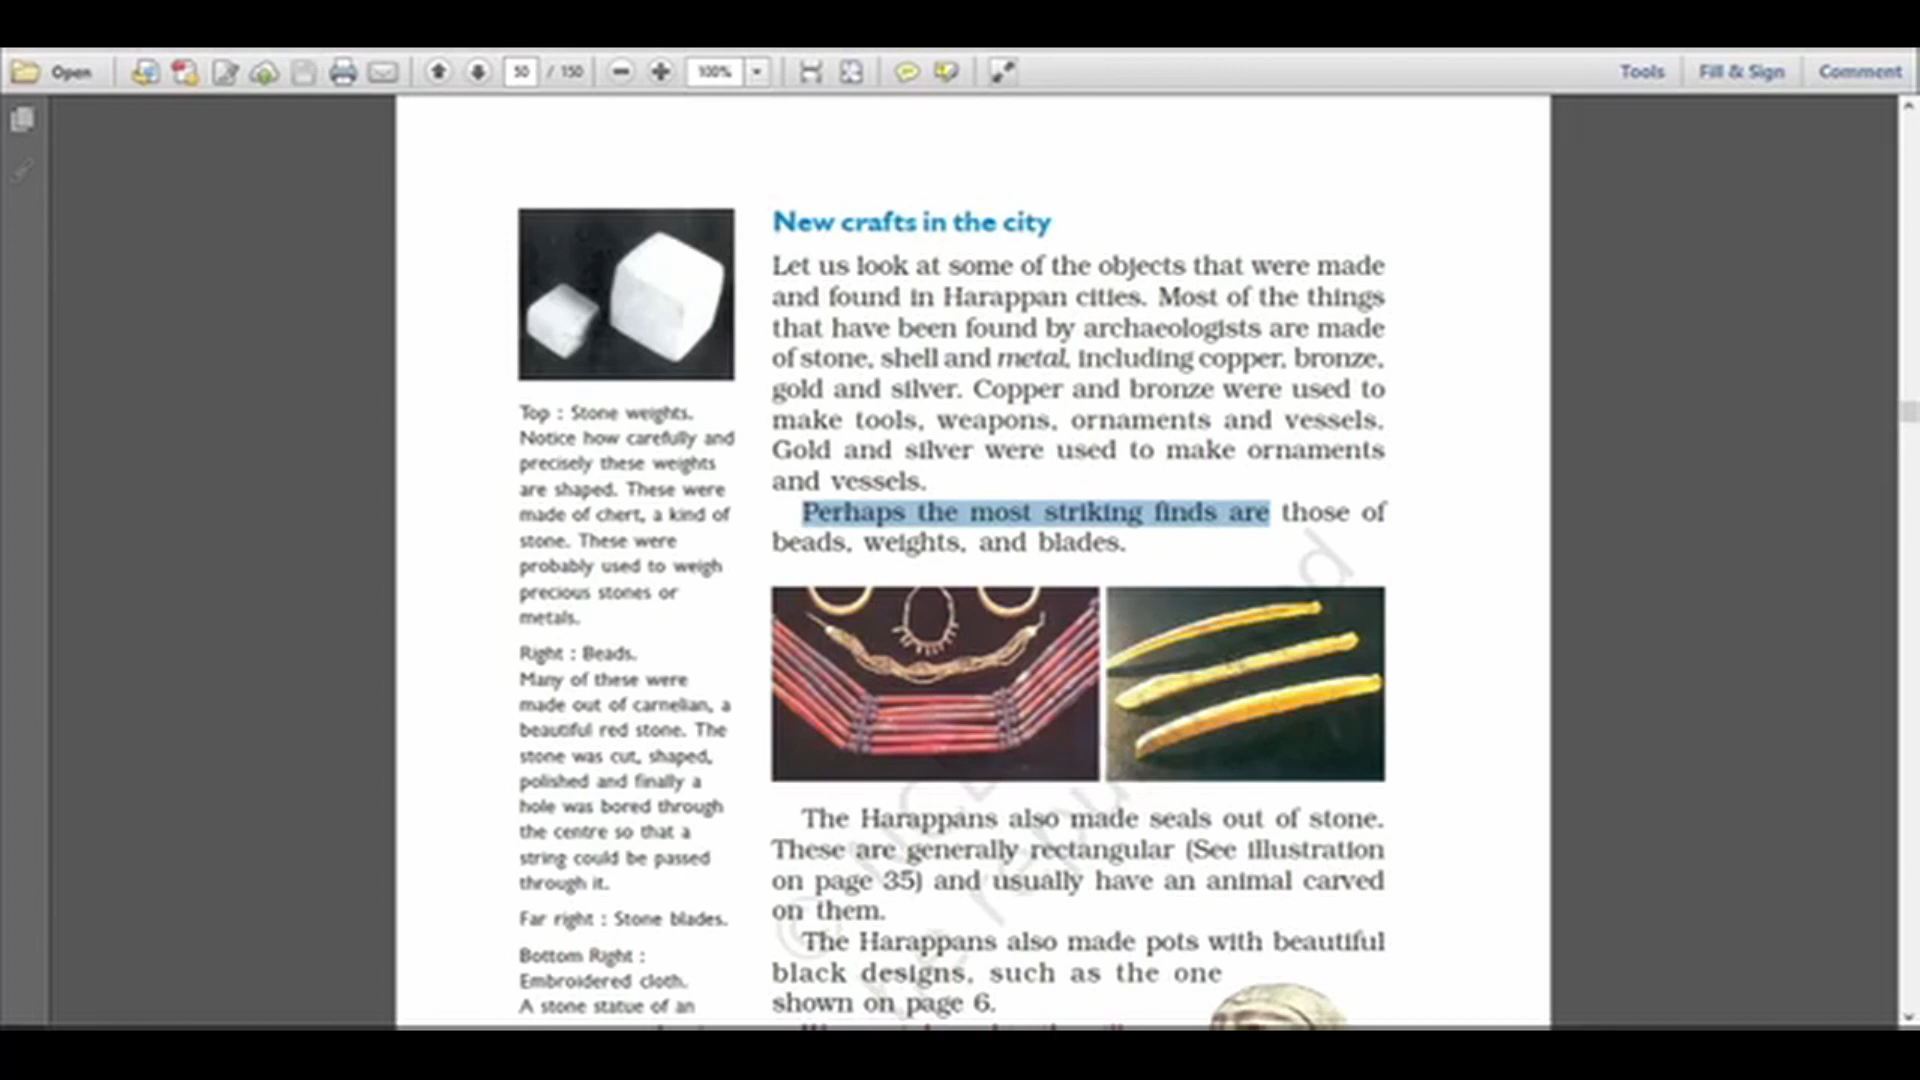 Open
50 / 150
100%
Tools
Fill & Sign
Comment
Top : Stone weights.
Notice how carefully and
precisely these weights
are shaped. These were
made of chert, a kind of
stone. These were
probably used to weigh
precious stones or
metals.
Right : Beads.
Many of these were
made out of carnelian, a
beautiful red stone. The
stone was cut, shaped,
polished and finally a
hole was bored through
the centre so that a
string could be passed
through it.
Far right : Stone blades.
Bottom Right :
Embroidered cloth.
A stone statue of an
New crafts in the city
Let us look at some of the objects that were made
and found in Harappan cities. Most of the things
that have been found by archaeologists are made
of stone, shell and metal, including copper, bronze,
gold and silver. Copper and bronze were used to
make tools, weapons, ornaments and vessels.
Gold and silver were used to make ornaments
and vessels.
Perhaps the most striking finds are those of
beads, weights, and blades.
The Harappans also made seals out of stone.
These are generally rectangular (See illustration
on page 35) and usually have an animal carved
on them.
The Harappans also made pots with beautiful
black designs, such as the one
shown on page 6.